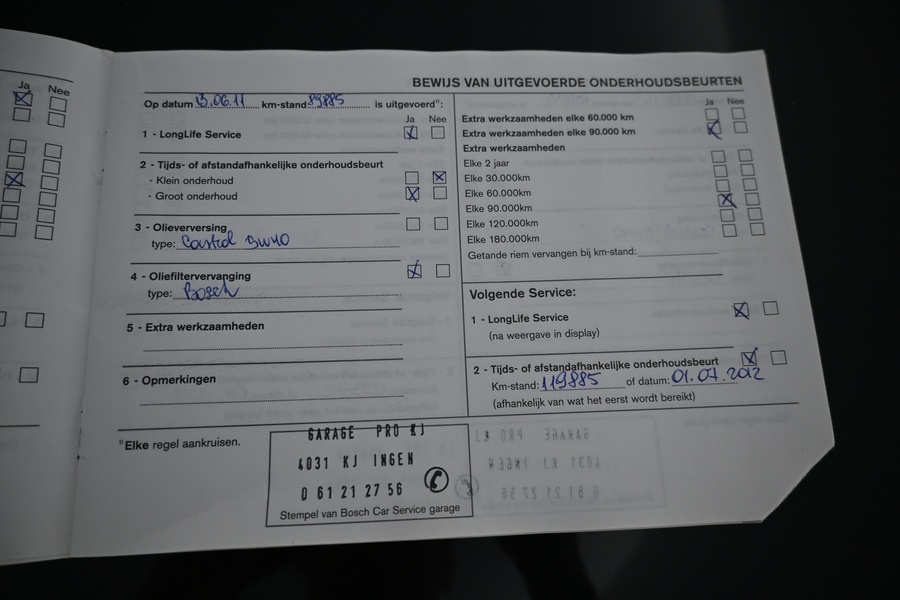 Ja Nee
BEWIJS VAN UITGEVOERDE ONDERHOUDSBEURTEN
Op datum 13.06.11 km-stand 89885 is uitgevoerd¹⁾:
Ja Nee
1 - LongLife Service
2 - Tijds- of afstandafhankelijke onderhoudsbeurt
- Klein onderhoud
- Groot onderhoud
3 - Olieverversing
type: Castrol 5W40
4 - Oliefiltervervanging
type: Bosch
5 - Extra werkzaamheden
6 - Opmerkingen
¹⁾Elke regel aankruisen.
Ja Nee
Extra werkzaamheden elke 60.000 km
Extra werkzaamheden elke 90.000 km
Extra werkzaamheden
Elke 2 jaar
Elke 30.000km
Elke 60.000km
Elke 90.000km
Elke 120.000km
Elke 180.000km
Getande riem vervangen bij km-stand:
Volgende Service:
1 - LongLife Service
(na weergave in display)
2 - Tijds- of afstandafhankelijke onderhoudsbeurt
Km-stand: 119885 of datum: 01.07.2012
(afhankelijk van wat het eerst wordt bereikt)
GARAGE PRO KJ
4031 KJ INGEN
0 61 21 27 56
Stempel van Bosch Car Service garage